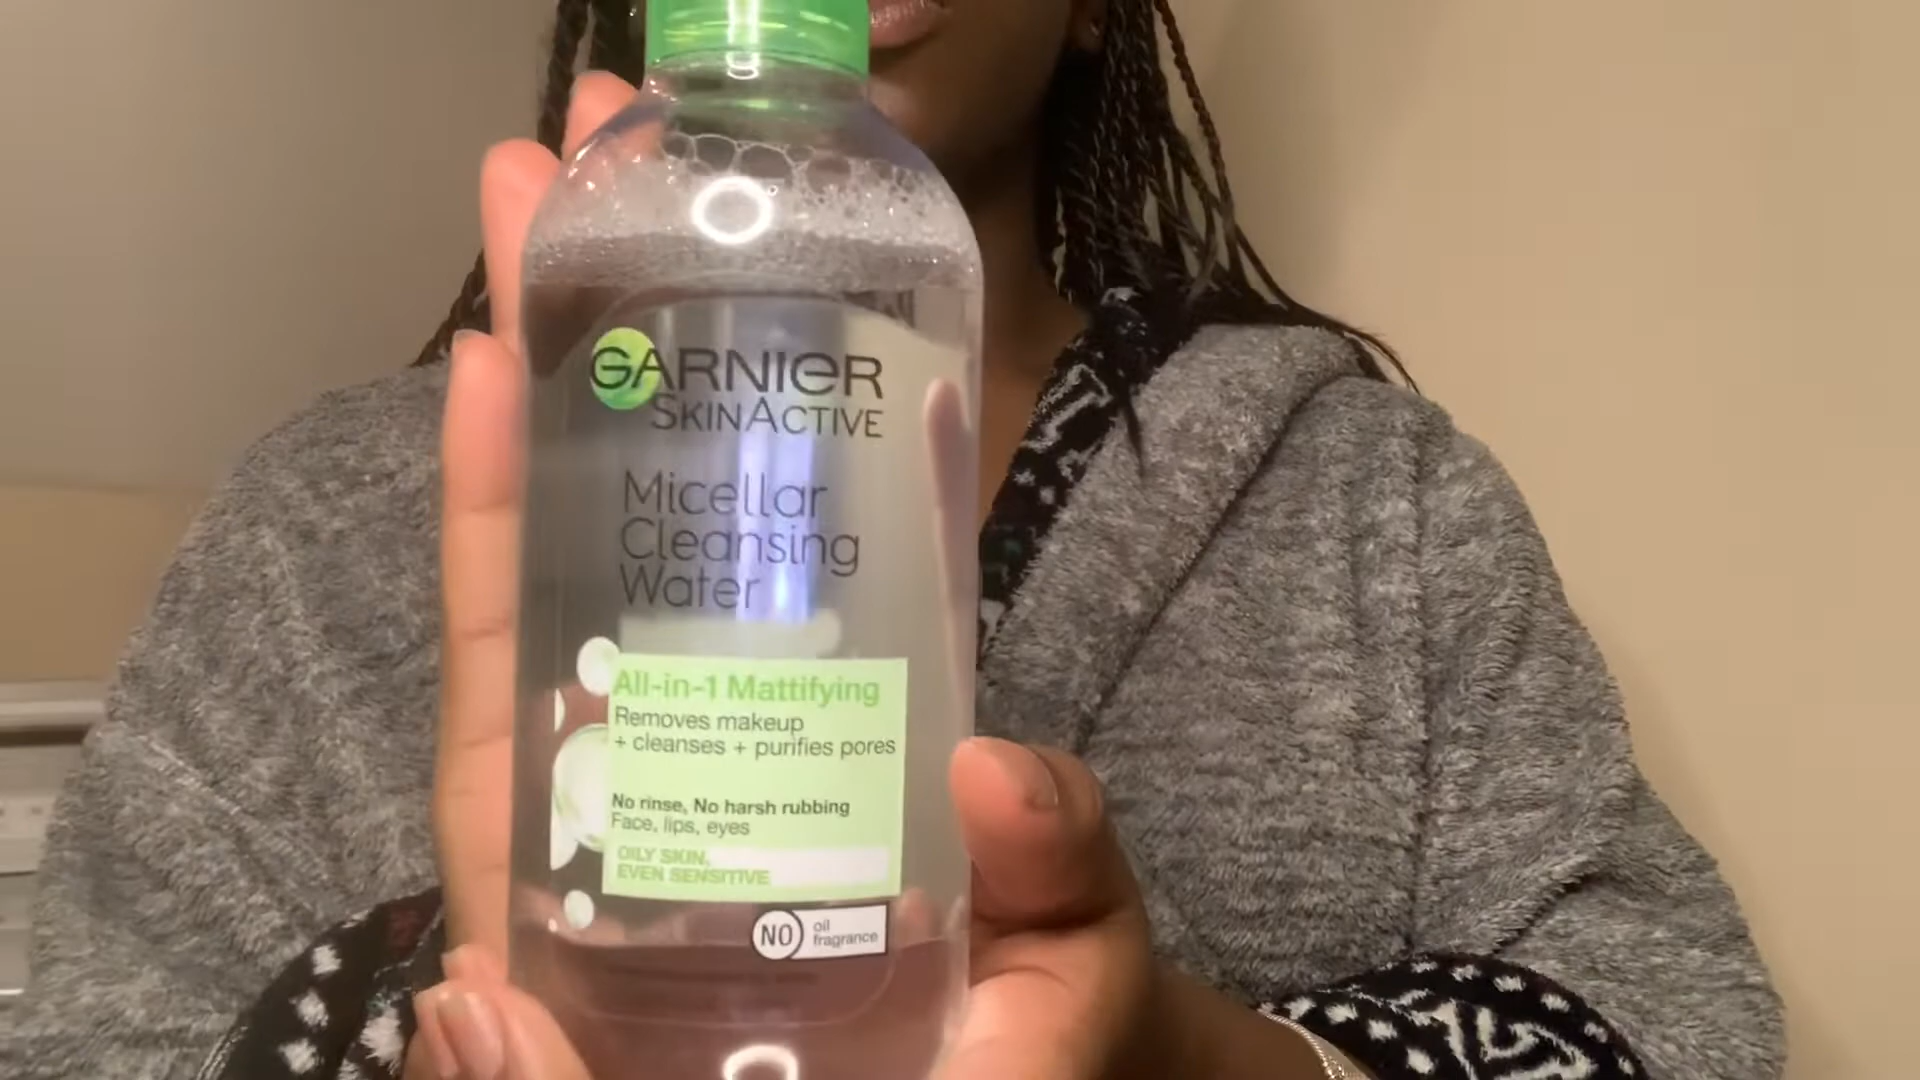 GARNIER
SKINACTIVE
Micellar
Cleansing
Water
All-in-1 Mattifying
Removes makeup
+ cleanses + purifies pores
No rinse, No harsh rubbing
Face, lips, eyes
OILY SKIN,
EVEN SENSITIVE
NO oil
fragrance